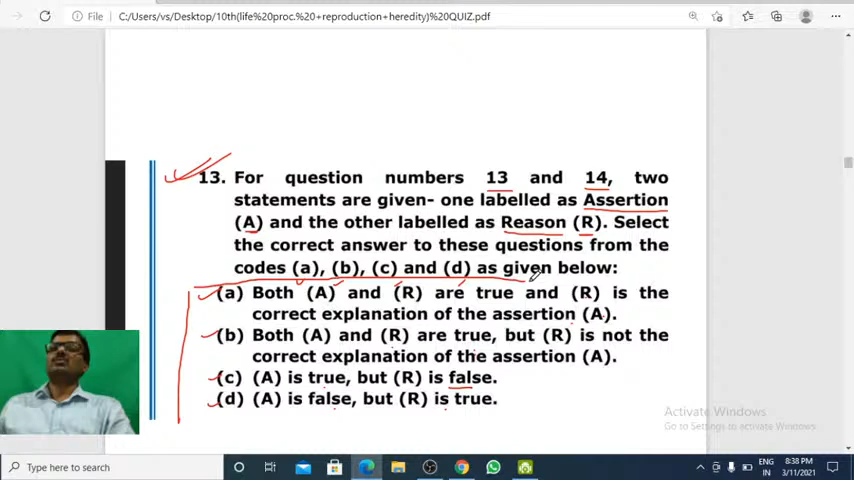 File
C:/Users/vs/Desktop/10th(life%20proc.%20+reproduction+heredity)%20QUIZ.pdf
13. For question numbers 13 and 14, two
statements are given- one labelled as Assertion
(A) and the other labelled as Reason (R). Select
the correct answer to these questions from the
codes (a), (b), (c) and (d) as given below:
(a) Both (A) and (R) are true and (R) is the
correct explanation of the assertion (A).
(b) Both (A) and (R) are true, but (R) is not the
correct explanation of the assertion (A).
(c) (A) is true, but (R) is false.
(d) (A) is false, but (R) is true.
Activate Windows
Go to Settings to activate Windows.
Type here to search
ENG
IN
8:38 PM
3/11/2021